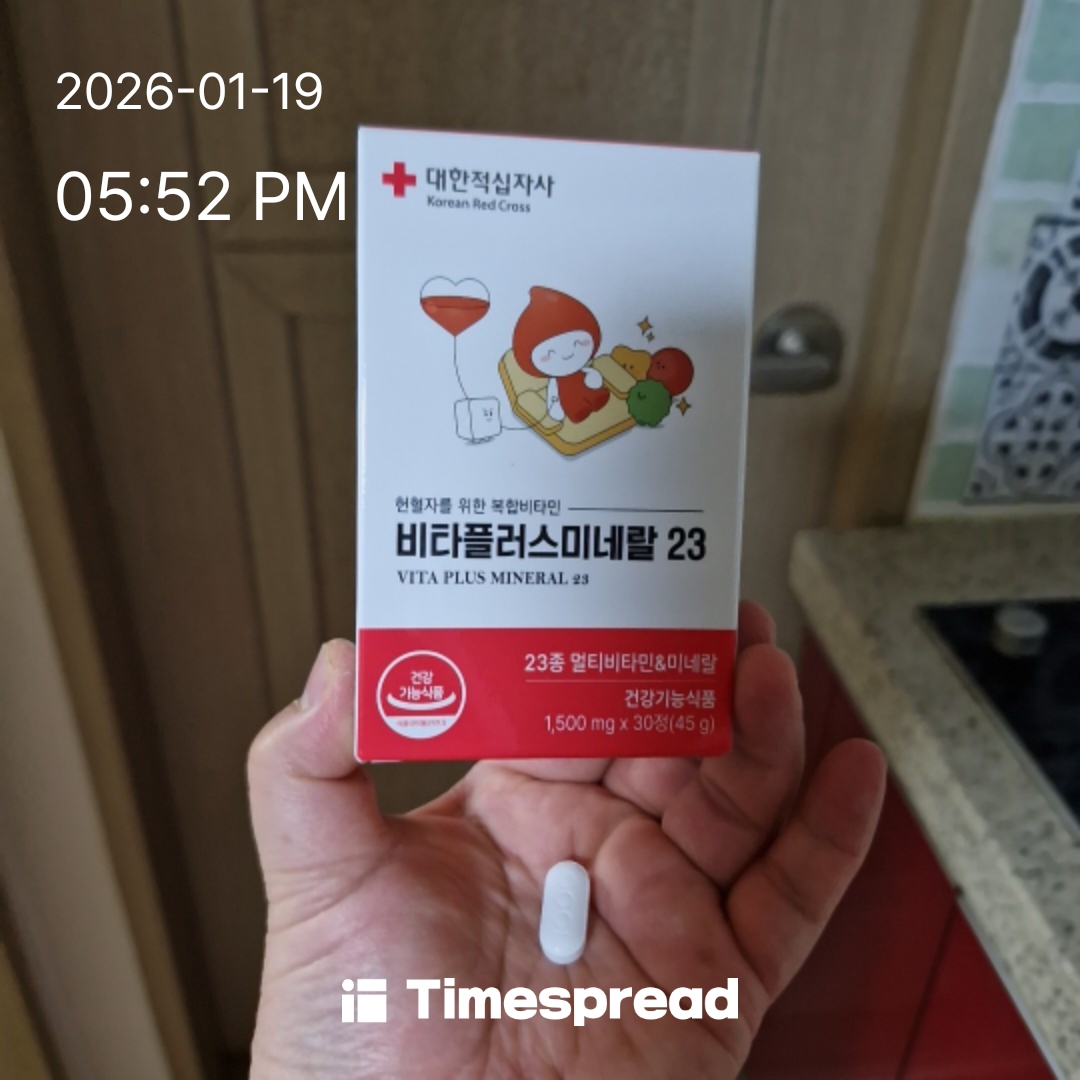 2026-01-19
05:52 PM
대한적십자사
Korean Red Cross
헌혈자를 위한 복합비타민
비타플러스미네랄 23
VITA PLUS MINERAL 23
건강
기능식품
23종 멀티비타민&미네랄
건강기능식품
1,500 mg x 30정(45 g)
Timespread